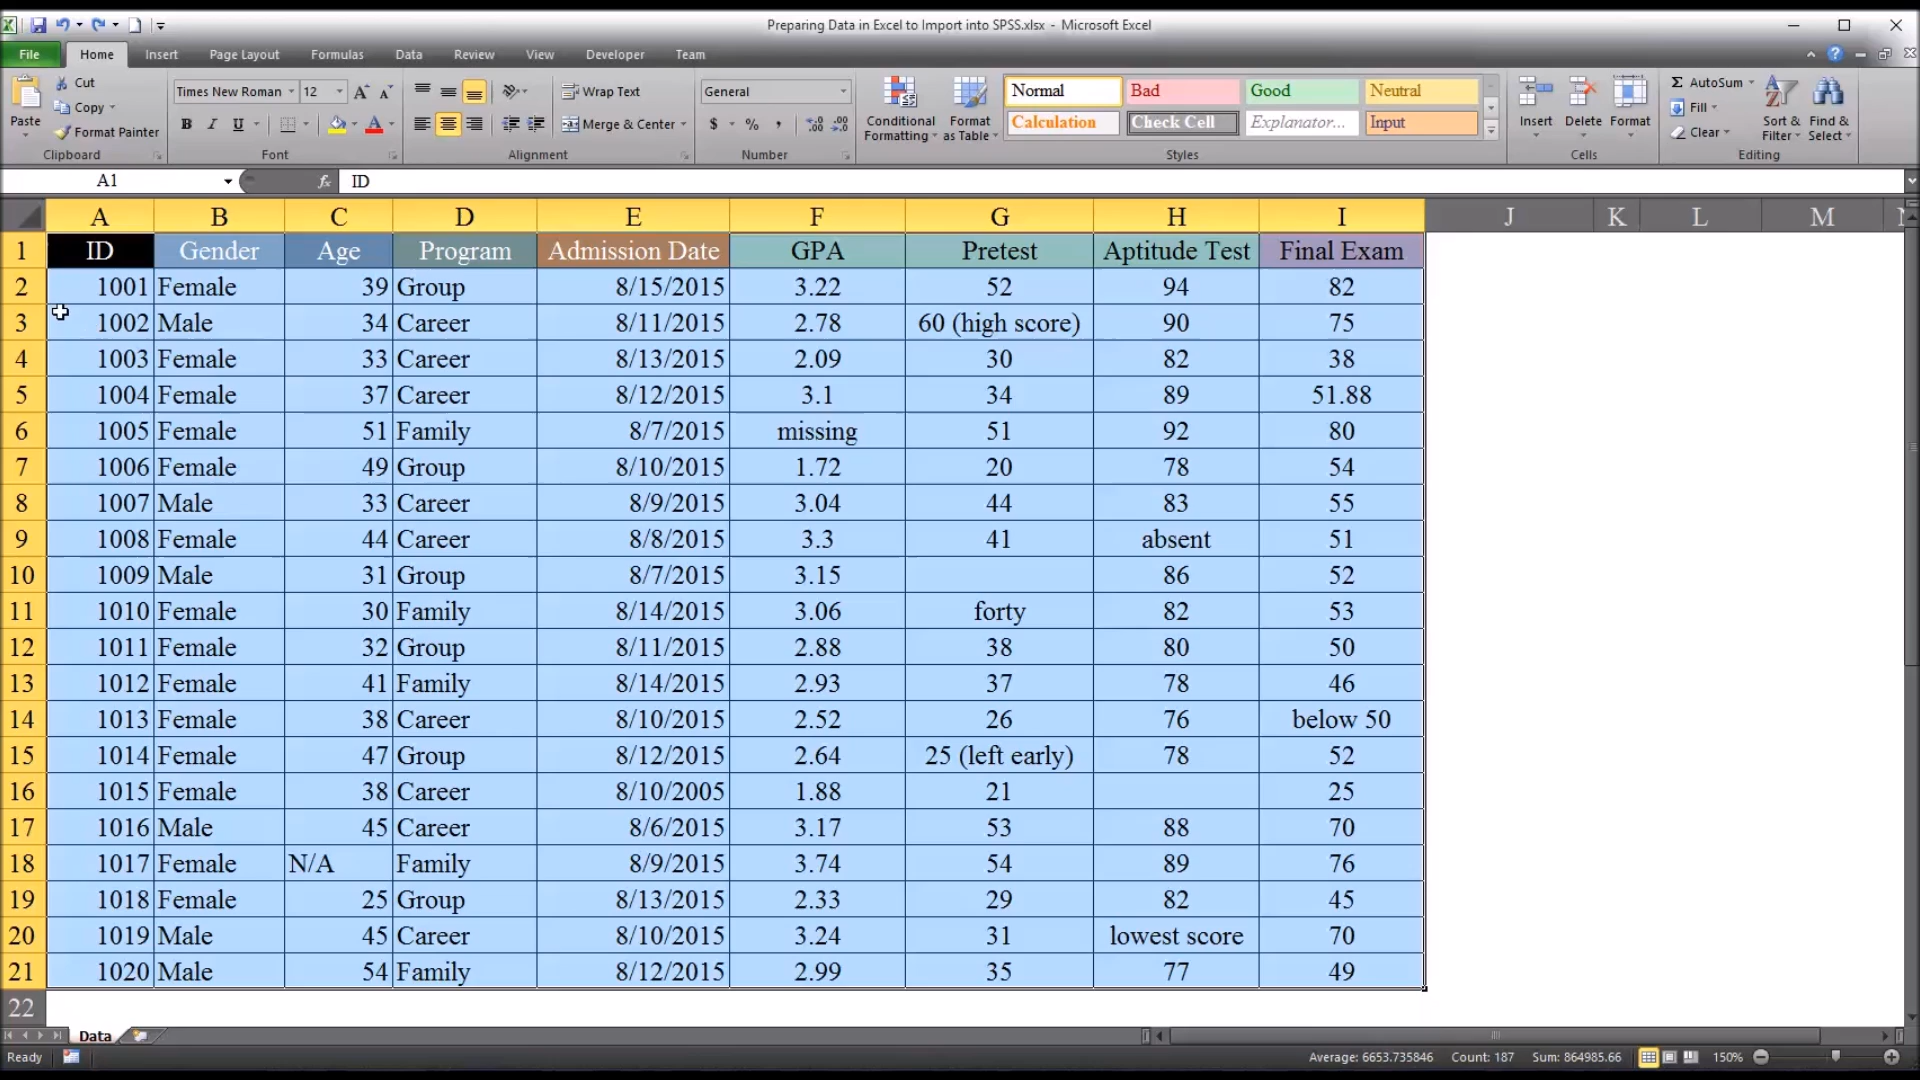 Preparing Data in Excel to Import into SPSS.xlsx - Microsoft Excel
File Home Insert Page Layout Formulas Data Review View Developer Team
Paste Cut Copy Format Painter Clipboard
Times New Roman 12 B I U Font
Wrap Text Merge & Center Alignment
General $ % , Number
Conditional Formatting Format as Table
Normal Bad Good Neutral
Calculation Check Cell Explanator... Input
Styles
Insert Delete Format Cells
Σ AutoSum Fill Clear Sort & Filter Find & Select Editing
A1 fx ID
A B C D E F G H I J K L M
1 ID Gender Age Program Admission Date GPA Pretest Aptitude Test Final Exam
2 1001 Female 39 Group 8/15/2015 3.22 52 94 82
3 1002 Male 34 Career 8/11/2015 2.78 60 (high score) 90 75
4 1003 Female 33 Career 8/13/2015 2.09 30 82 38
5 1004 Female 37 Career 8/12/2015 3.1 34 89 51.88
6 1005 Female 51 Family 8/7/2015 missing 51 92 80
7 1006 Female 49 Group 8/10/2015 1.72 20 78 54
8 1007 Male 33 Career 8/9/2015 3.04 44 83 55
9 1008 Female 44 Career 8/8/2015 3.3 41 absent 51
10 1009 Male 31 Group 8/7/2015 3.15 86 52
11 1010 Female 30 Family 8/14/2015 3.06 forty 82 53
12 1011 Female 32 Group 8/11/2015 2.88 38 80 50
13 1012 Female 41 Family 8/14/2015 2.93 37 78 46
14 1013 Female 38 Career 8/10/2015 2.52 26 76 below 50
15 1014 Female 47 Group 8/12/2015 2.64 25 (left early) 78 52
16 1015 Female 38 Career 8/10/2005 1.88 21 25
17 1016 Male 45 Career 8/6/2015 3.17 53 88 70
18 1017 Female N/A Family 8/9/2015 3.74 54 89 76
19 1018 Female 25 Group 8/13/2015 2.33 29 82 45
20 1019 Male 45 Career 8/10/2015 3.24 31 lowest score 70
21 1020 Male 54 Family 8/12/2015 2.99 35 77 49
22
Data
Ready Average: 6653.735846 Count: 187 Sum: 864985.66 150%